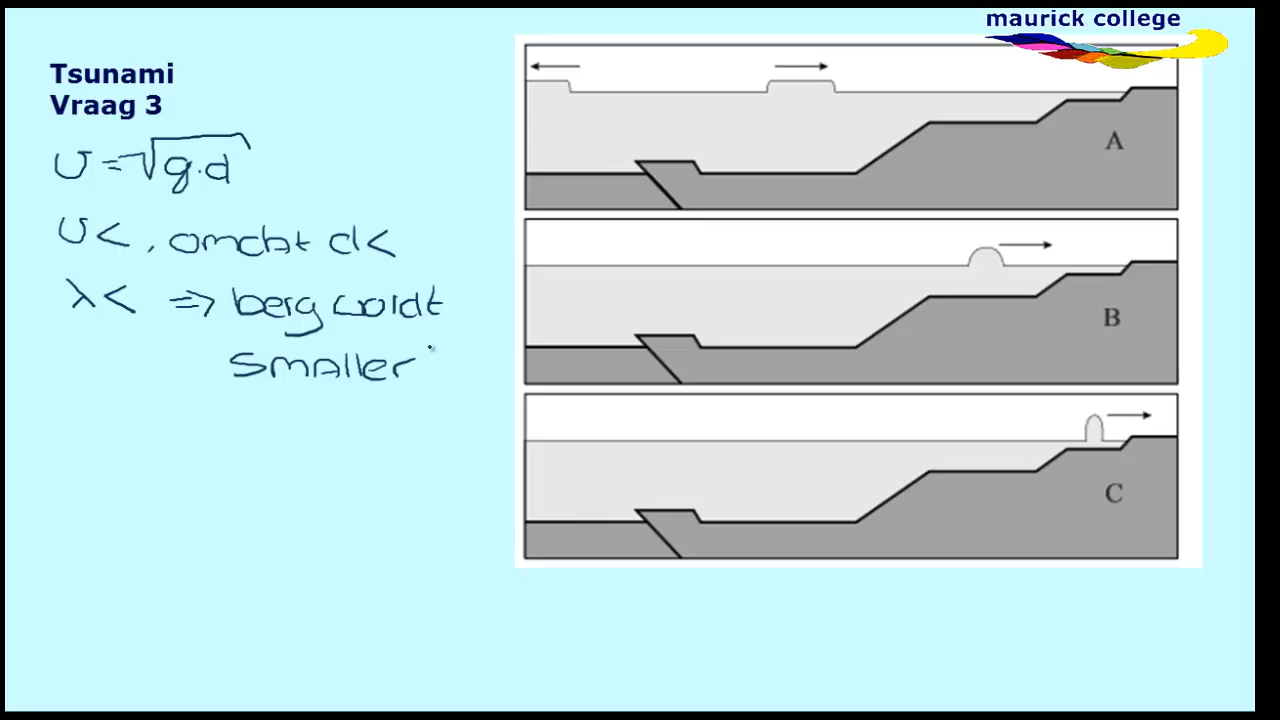 maurick college
Tsunami
Vraag 3
v = √g·d
v <, omdat d <
λ < => berg wordt
smaller
A
B
C